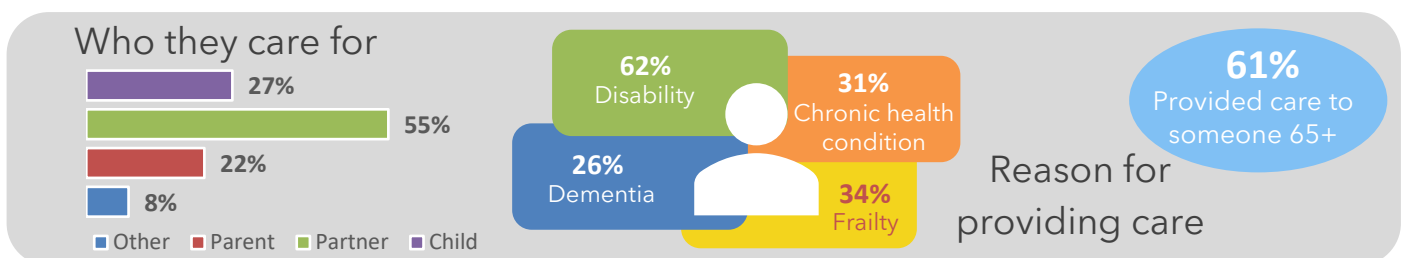 Who they care for
27%
55%
22%
8%
Other Parent Partner Child
62%
Disability
31%
Chronic health
condition
26%
Dementia
34%
Frailty
Reason for
providing care
61%
Provided care to
someone 65+